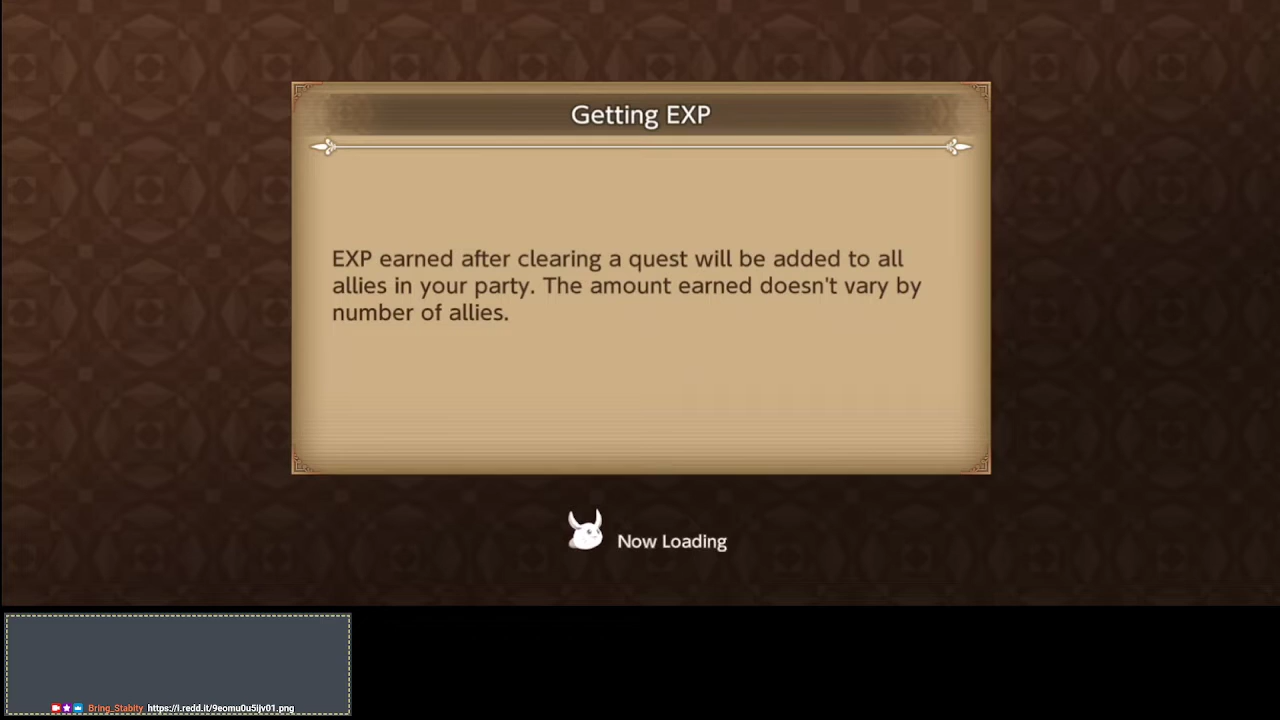 Getting EXP
EXP earned after clearing a quest will be added to all
allies in your party. The amount earned doesn't vary by
number of allies.
Now Loading
Bring_Stabity https://i.redd.it/9eomu0u5ijv01.png